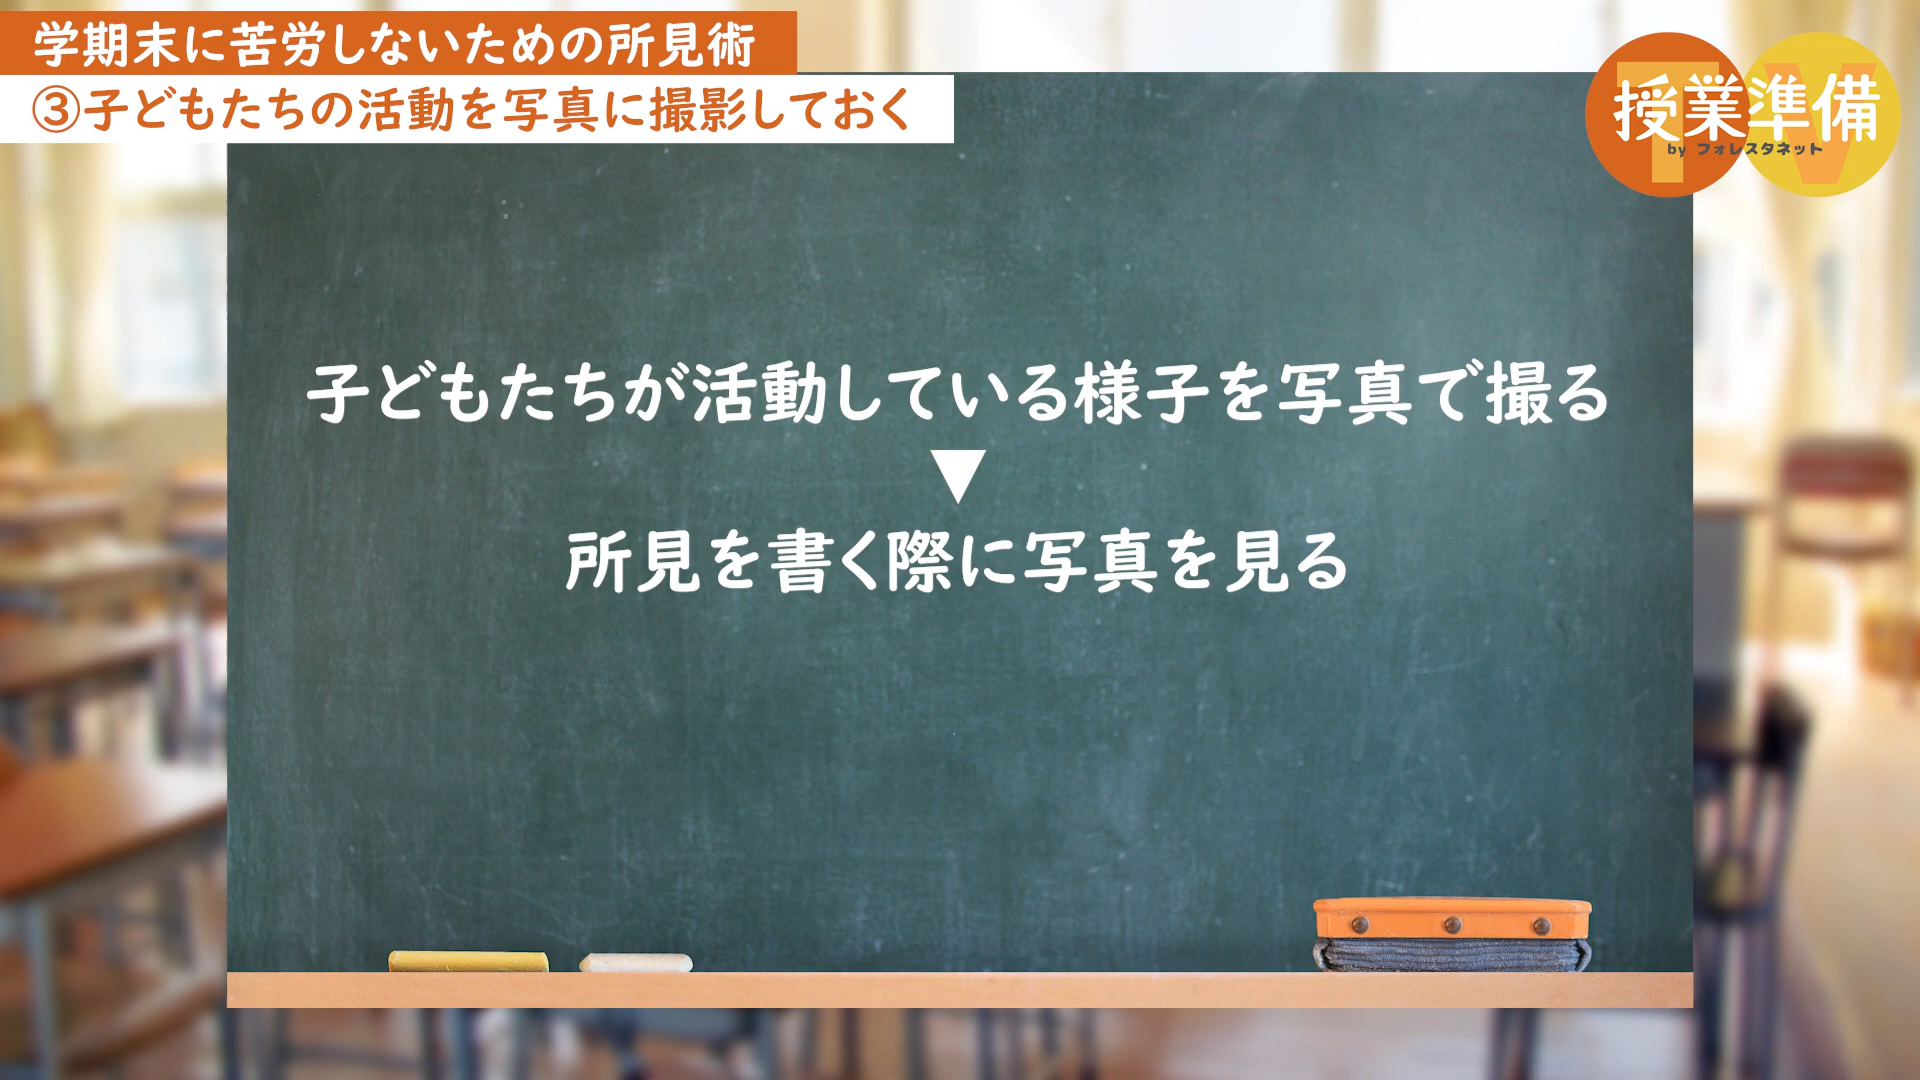 学期末に苦労しないための所見術
③子どもたちの活動を写真に撮影しておく
授業準備
TV
by フォレスタネット
子どもたちが活動している様子を写真で撮る
▼
所見を書く際に写真を見る